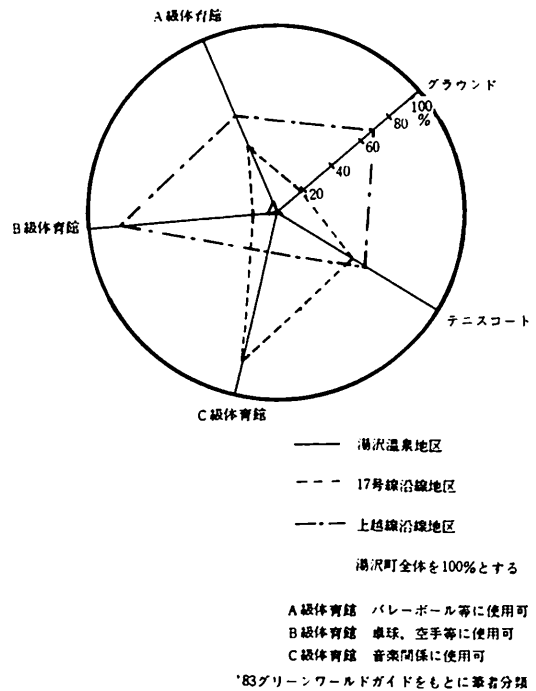 A級体育館
グラウンド
100
%
80
60
40
20
B級体育館
テニスコート
C級体育館
湯沢温泉地区
17号線沿線地区
上越線沿線地区
湯沢町全体を100%とする
A級体育館 バレーボール等に使用可
B級体育館 卓球、空手等に使用可
C級体育館 音楽関係に使用可
'83グリーンワールドガイドをもとに筆者分類